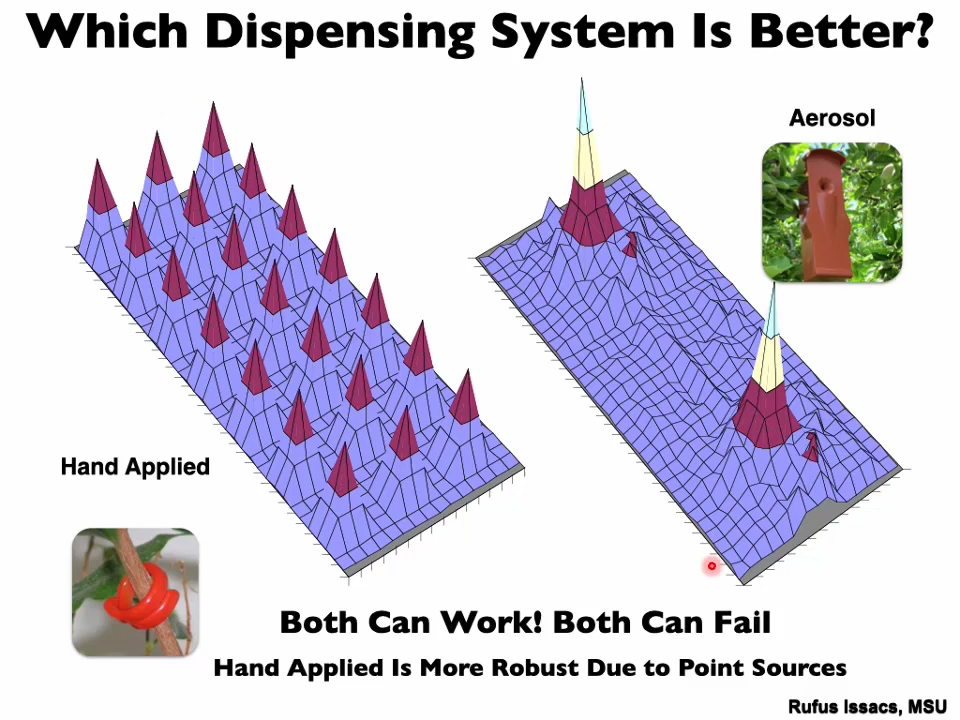 Which Dispensing System Is Better?
Aerosol
Hand Applied
Both Can Work! Both Can Fail
Hand Applied Is More Robust Due to Point Sources
Rufus Issacs, MSU